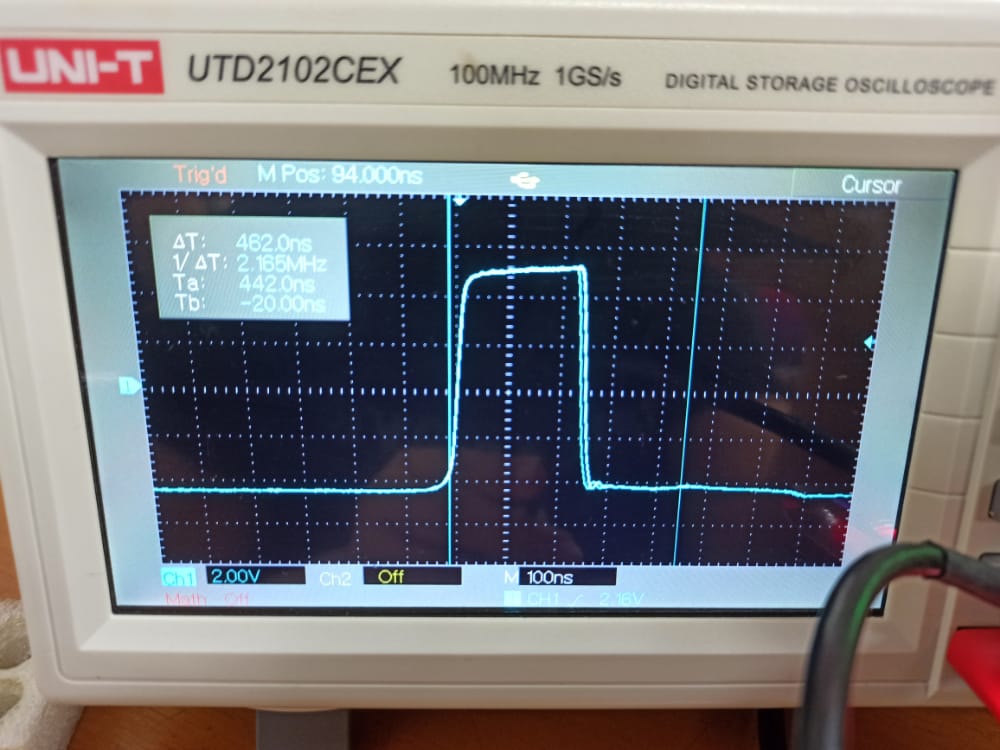 UNI-T UTD2102CEX 100MHz 1GS/s DIGITAL STORAGE OSCILLOSCOPE
Trig'd M Pos: 94.000ns Cursor
ΔT: 462.0ns
1/ΔT: 2.165MHz
Ta: 442.0ns
Tb: -20.00ns
1
Ch1 2.00V Ch2 Off M 100ns
Math Off CH1 2.16V